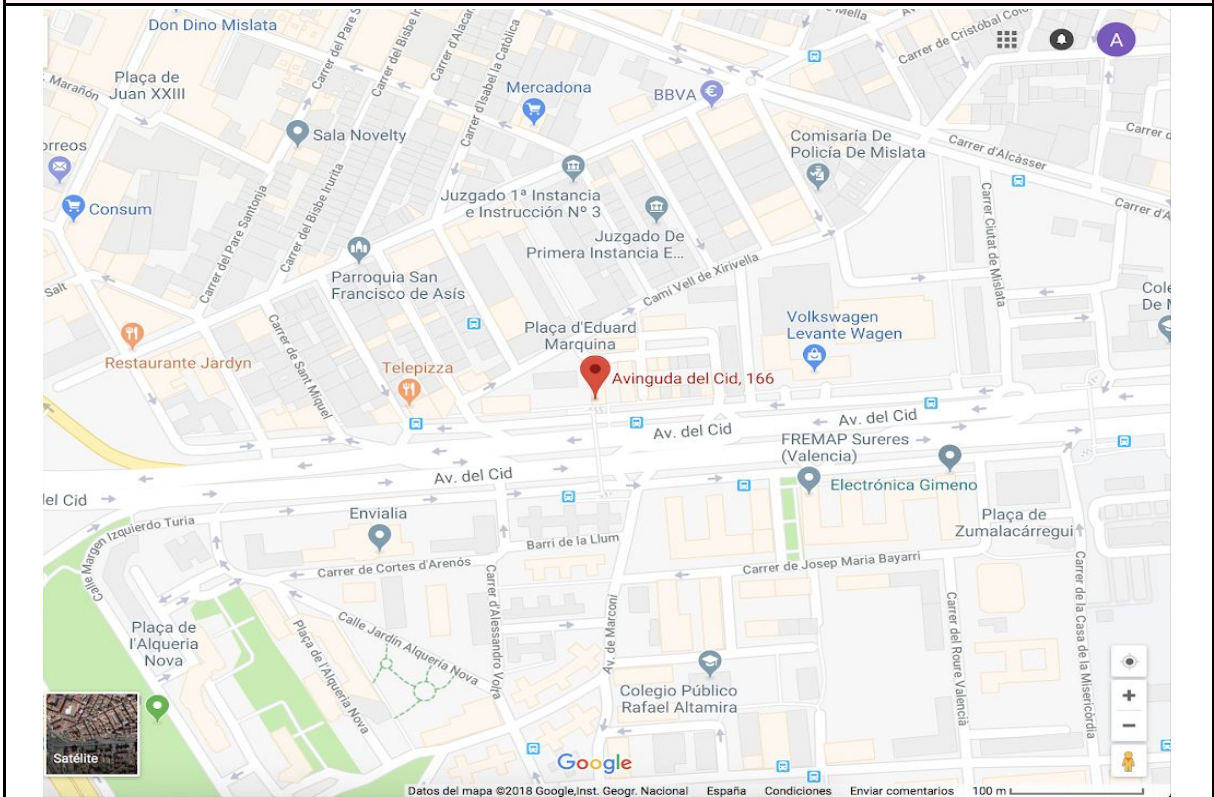 Don Dino Mislata
Carrer del Pare S
Carrer del Bisbe
Carrer d'Alacan
Carrer d'Isabel la Catòlica
Mella
Carrer de Cristóbal Coló
A
Marañón
Plaça de
Juan XXIII
Mercadona
BBVA
Sala Novelty
Comisaría De
Policía De Mislata
Carrer d'Alcàsser
Carrer
orreos
Consum
Juzgado 1ª Instancia
e Instrucción Nº 3
Juzgado De
Primera Instancia E...
Carrer del Pare Santonja
Carrer del Bisbe Irurita
Carrer Ciutat de Mislata
Carrer d'A
Parroquia San
Francisco de Asís
Camí Vell de Xirivella
Salt
Cole
De M
Plaça d'Eduard
Marquina
Volkswagen
Levante Wagen
Restaurante Jardyn
Carrer de Sant Miquel
Telepizza
Avinguda del Cid, 166
Av. del Cid
Av. del Cid
FREMAP Sureres
(Valencia)
Av. del Cid
Electrónica Gimeno
del Cid
Calle Margen Izquierdo Turia
Envialia
Plaça de
Zumalacárregui
Barri de la Llum
Carrer de Cortes d'Arenós
Carrer de Josep Maria Bayarri
Carrer d'Alessandro Volta
Av. de Marconi
Carrer del Roure Valencia
Carrer de la Casa de la Misericòrdia
Plaça de
l'Alqueria
Nova
Calle Jardin Alqueria Nova
Plaça de l'Alqueria Nova
Colegio Público
Rafael Altamira
+
−
Satélite
Google
Datos del mapa ©2018 Google,Inst. Geogr. Nacional España Condiciones Enviar comentarios 100 m